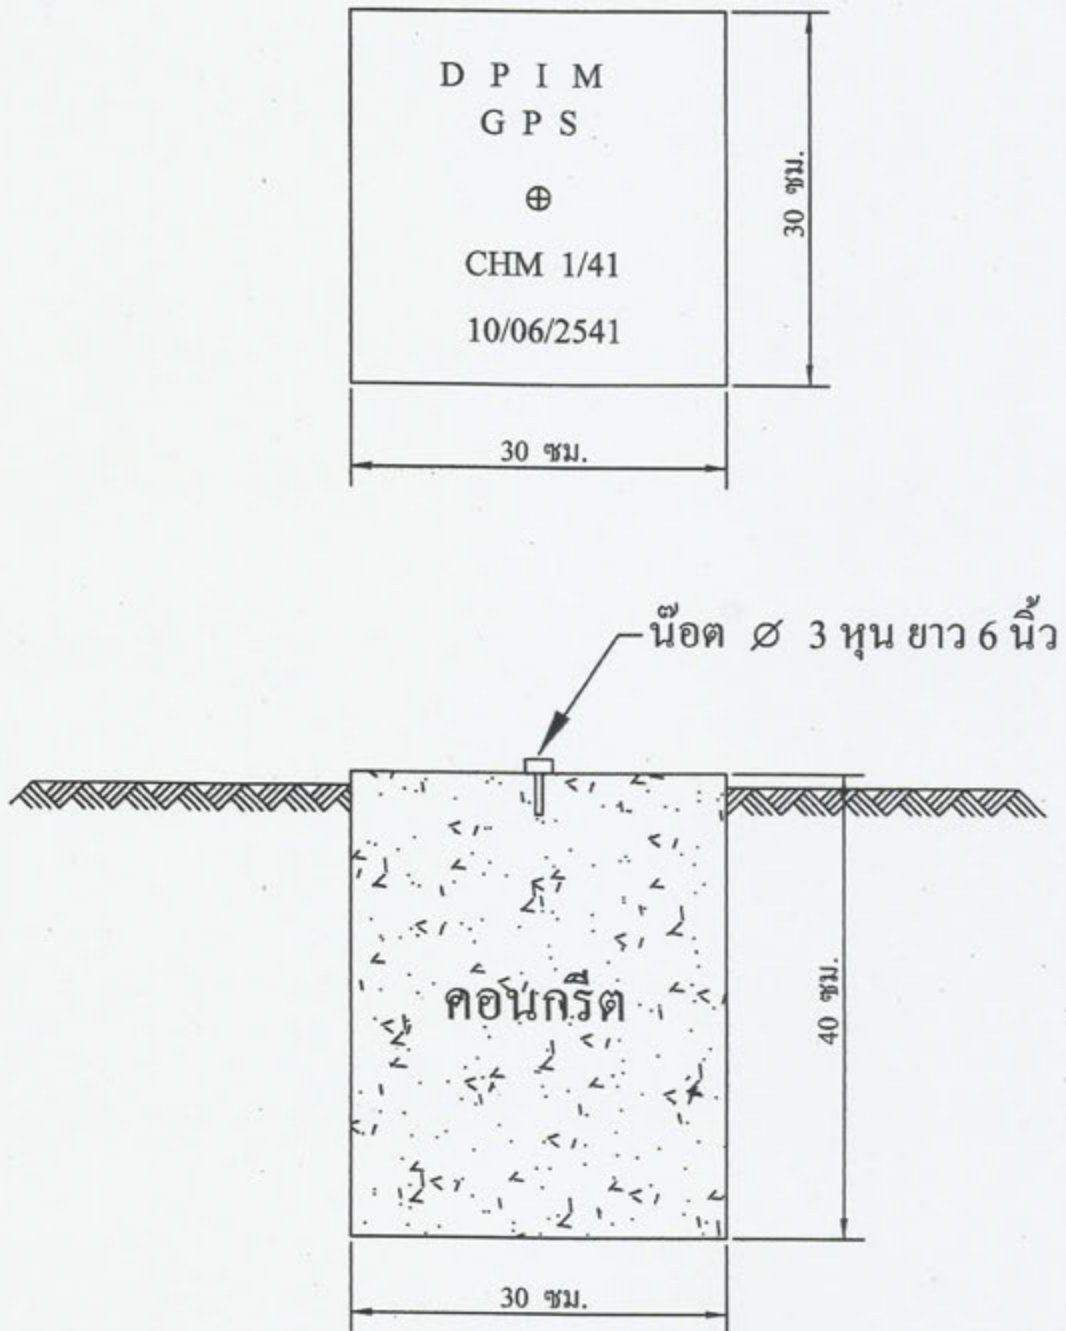 D P I M
G P S
CHM 1/41
10/06/2541
30 ซม.
30 ซม.
น๊อต Ø 3 หุน ยาว 6 นิ้ว
คอนกรีต
40 ซม.
30 ซม.